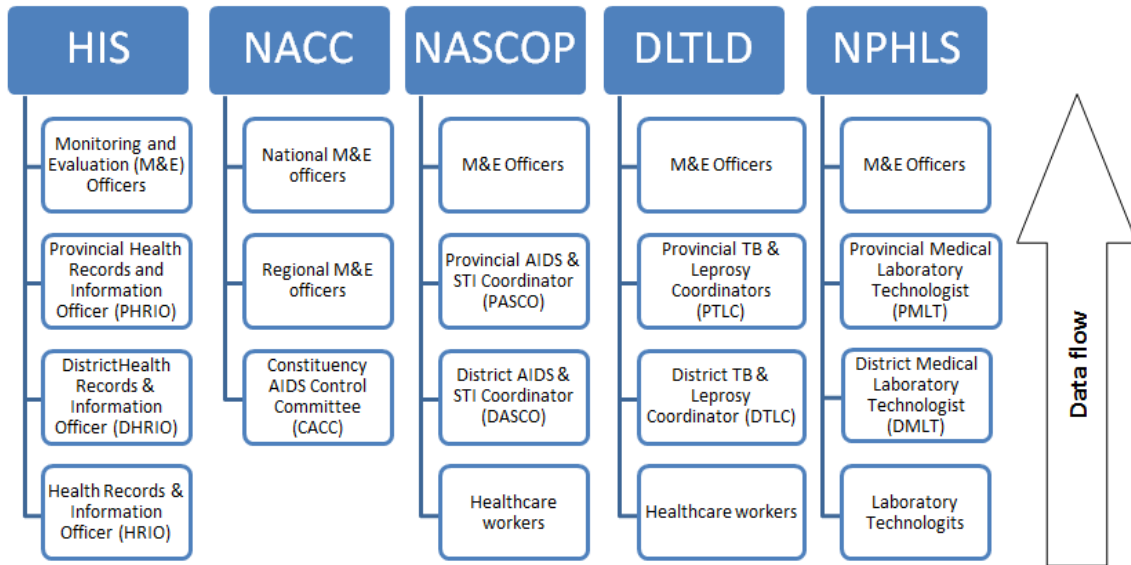 HIS
Monitoring and
Evaluation (M&E)
Officers
Provincial Health
Records and
Information
Officer (PHRIO)
DistrictHealth
Records &
Information
Officer (DHRIO)
Health Records &
Information
Officer (HRIO)
NACC
National M&E
officers
Regional M&E
officers
Constituency
AIDS Control
Committee
(CACC)
NASCOP
M&E Officers
Provincial AIDS &
STI Coordinator
(PASCO)
District AIDS &
STI Coordinator
(DASCO)
Healthcare
workers
DLTLD
M&E Officers
Provincial TB &
Leprosy
Coordinators
(PTLC)
District TB &
Leprosy
Coordinator (DTLC)
Healthcare workers
NPHLS
M&E Officers
Provincial Medical
Laboratory
Technologist
(PMLT)
District Medical
Laboratory
Technologist
(DMLT)
Laboratory
Technologits
Data flow